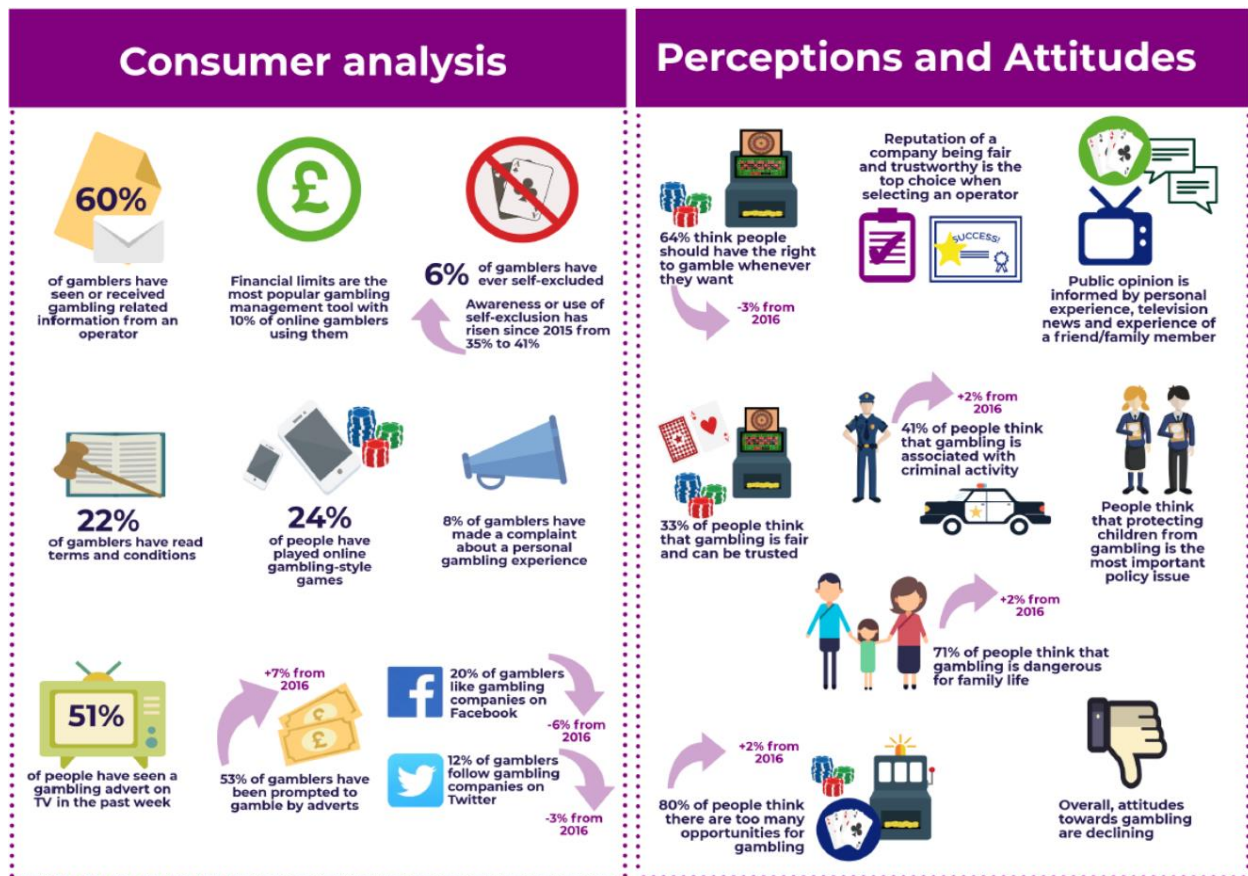 Consumer analysis
60%
of gamblers have
seen or received
gambling related
information from an
operator
£
Financial limits are the
most popular gambling
management tool with
10% of online gamblers
using them
6% of gamblers have
ever self-excluded
Awareness or use of
self-exclusion has
risen since 2015 from
35% to 41%
22%
of gamblers have read
terms and conditions
24%
of people have
played online
gambling-style
games
8% of gamblers have
made a complaint
about a personal
gambling experience
51%
of people have seen a
gambling advert on
TV in the past week
+7% from
2016
£
£
53% of gamblers have
been prompted to
gamble by adverts
f
20% of gamblers
like gambling
companies on
Facebook
-6% from
2016
12% of gamblers
follow gambling
companies on
Twitter
-3% from
2016
Perceptions and Attitudes
64% think people
should have the right
to gamble whenever
they want
-3% from
2016
Reputation of a
company being fair
and trustworthy is the
top choice when
selecting an operator
SUCCESS!
Public opinion is
informed by personal
experience, television
news and experience of
a friend/family member
33% of people think
that gambling is fair
and can be trusted
+2% from
2016
41% of people think
that gambling is
associated with
criminal activity
People think
that protecting
children from
gambling is the
most important
policy issue
+2% from
2016
71% of people think that
gambling is dangerous
for family life
+2% from
2016
80% of people think
there are too many
opportunities for
gambling
Overall, attitudes
towards gambling
are declining